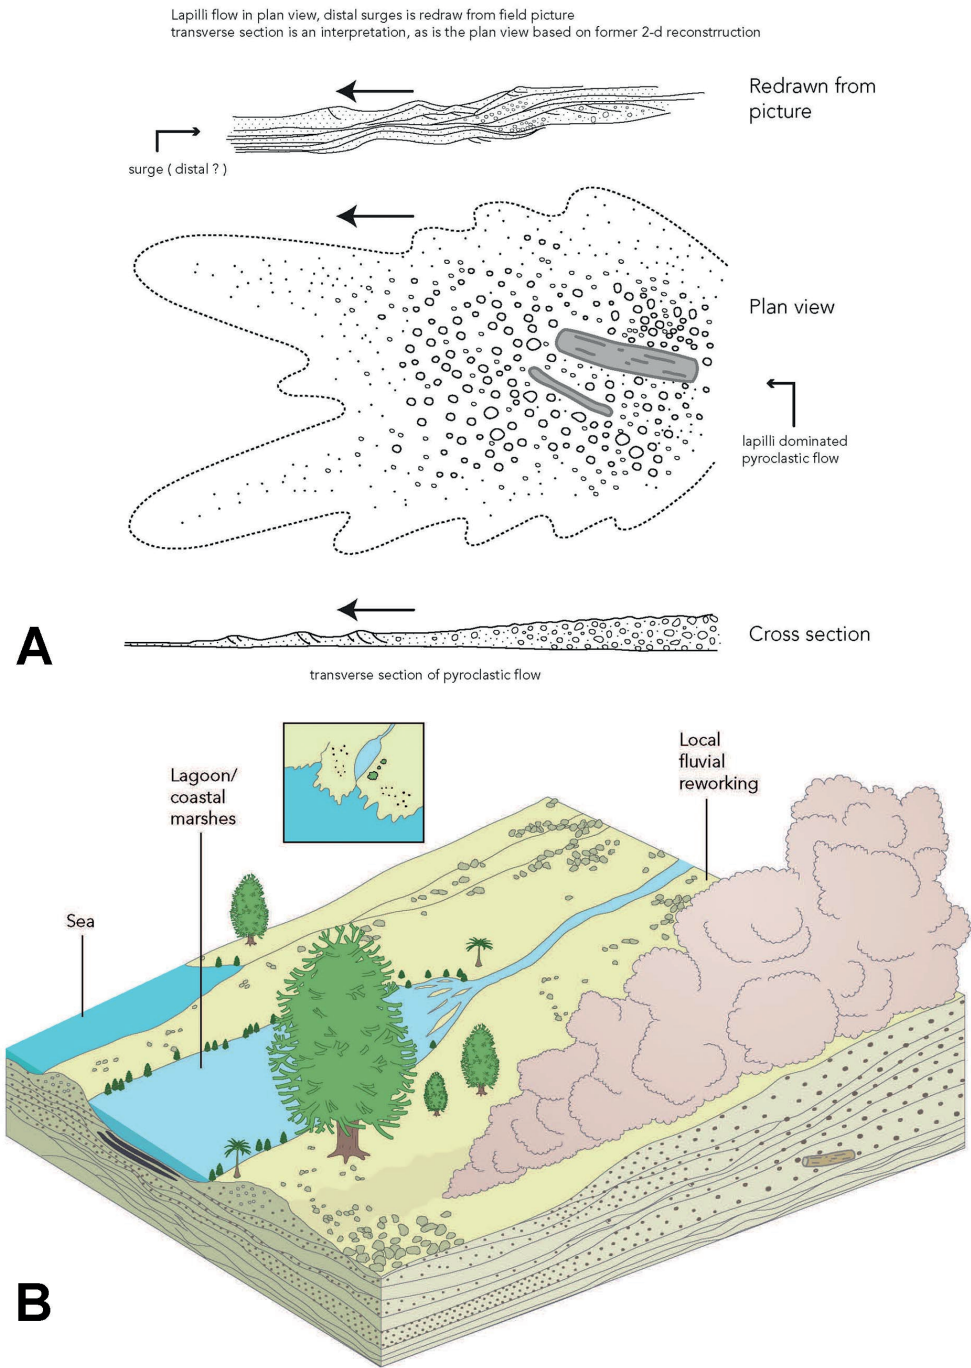 Lapilli flow in plan view, distal surges is redraw from field picture
transverse section is an interpretation, as is the plan view based on former 2-d reconstrruction
Redrawn from
picture
surge ( distal ? )
Plan view
lapilli dominated
pyroclastic flow
A
Cross section
transverse section of pyroclastic flow
Local
fluvial
reworking
Lagoon/
coastal
marshes
Sea
B